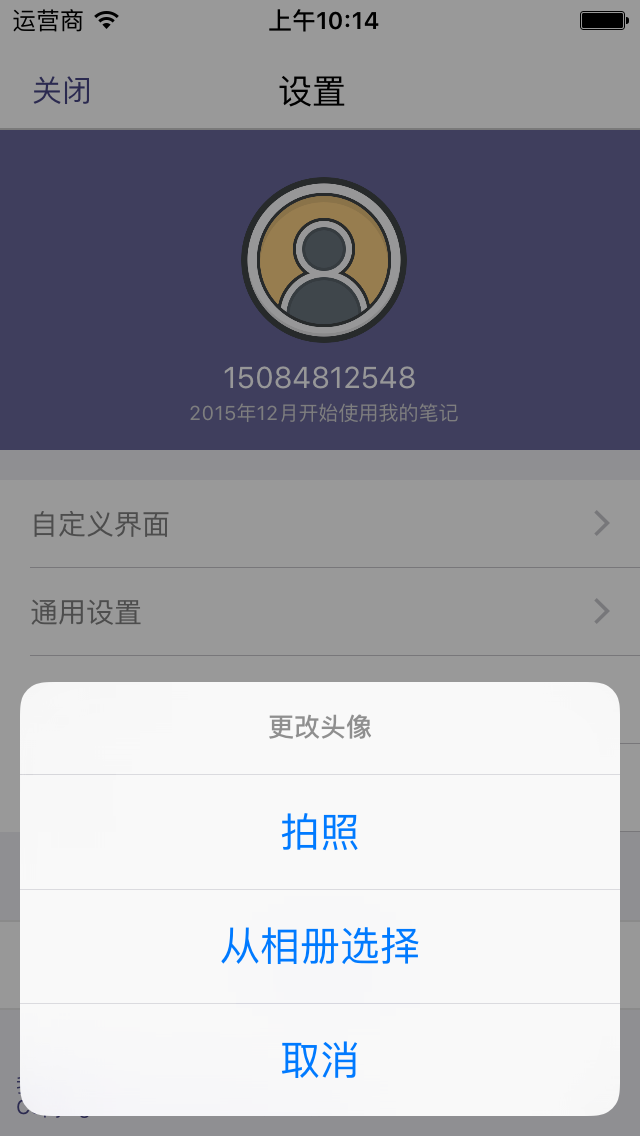 运营商 上午10:14
关闭 设置
15084812548
2015年12月开始使用我的笔记
自定义界面
通用设置
更改头像
拍照
从相册选择
取消